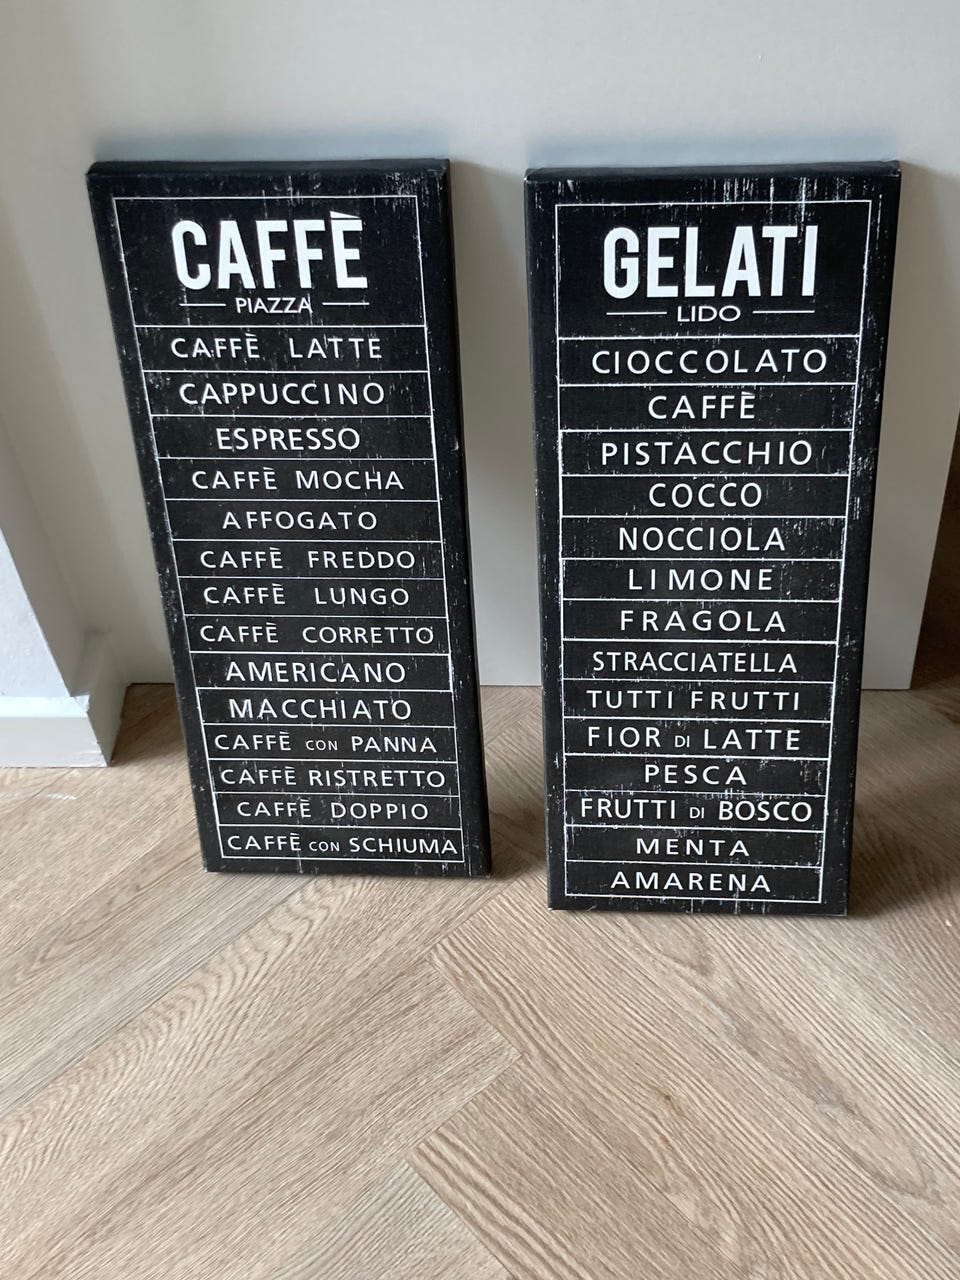 CAFFÈ
PIAZZA
CAFFÈ LATTE
CAPPUCCINO
ESPRESSO
CAFFÈ MOCHA
AFFOGATO
CAFFÈ FREDDO
CAFFÈ LUNGO
CAFFÈ CORRETTO
AMERICANO
MACCHIATO
CAFFÈ CON PANNA
CAFFÈ RISTRETTO
CAFFÈ DOPPIO
CAFFÈ CON SCHIUMA
GELATI
LIDO
CIOCCOLATO
CAFFÈ
PISTACCHIO
COCCO
NOCCIOLA
LIMONE
FRAGOLA
STRACCIATELLA
TUTTI FRUTTI
FIOR DI LATTE
PESCA
FRUTTI DI BOSCO
MENTA
AMARENA